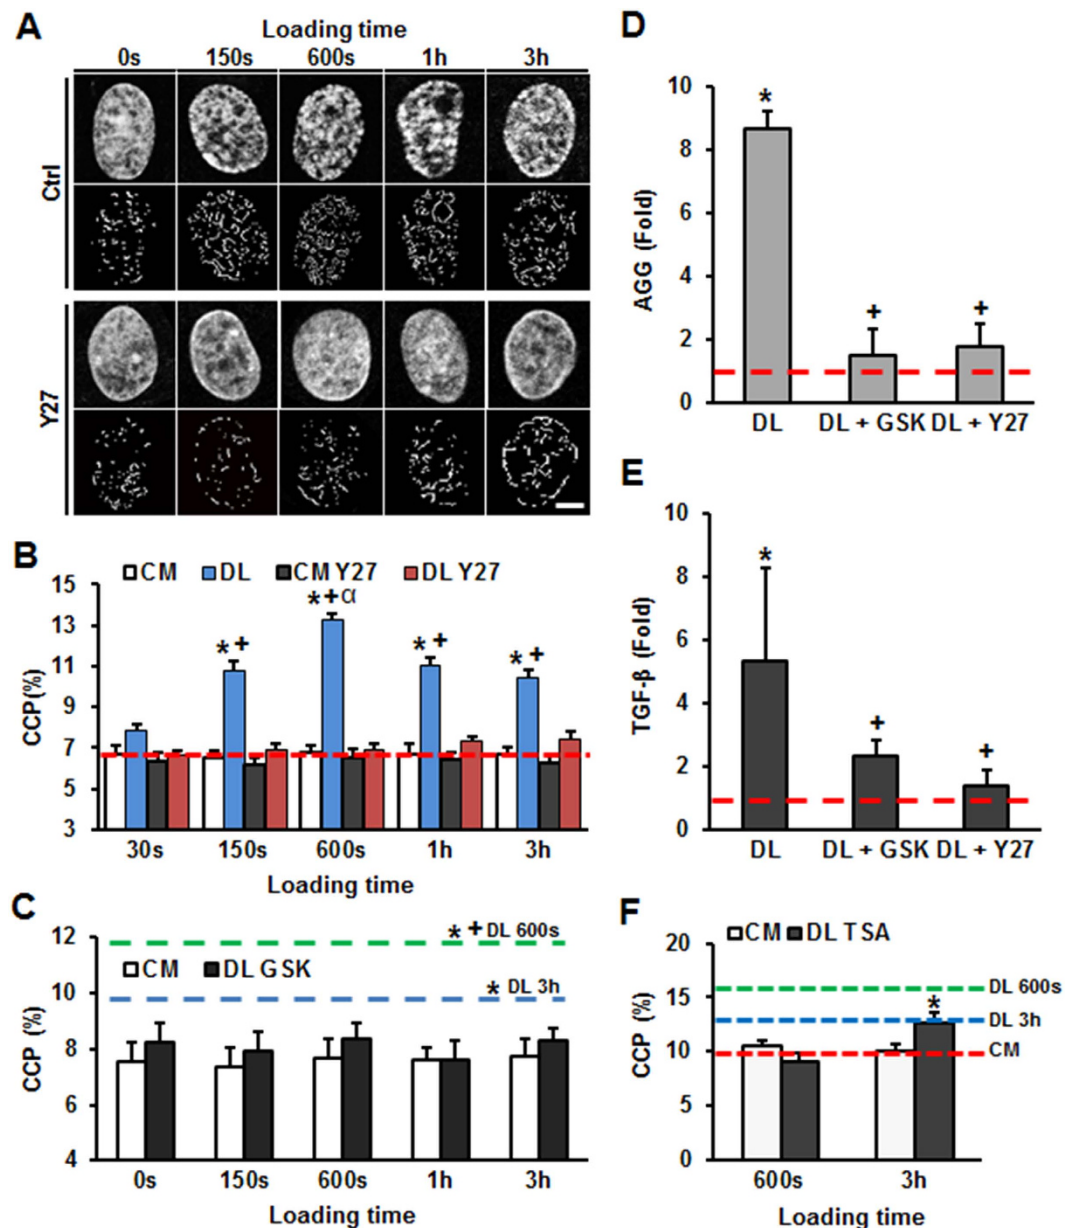 A
Loading time
0s 150s 600s 1h 3h
Ctrl
Y27
B
CM DL CM Y27 DL Y27
CCP(%)
15
13
11
9
7
5
3
* +
* + α
* +
* +
30s 150s 600s 1h 3h
Loading time
C
CCP (%)
12
10
8
6
4
* + DL 600s
CM DL GSK
* DL 3h
0s 150s 600s 1h 3h
Loading time
D
AGG (Fold)
10
8
6
4
2
0
*
+
+
DL DL + GSK DL + Y27
E
TGF-β (Fold)
10
8
6
4
2
0
*
+
+
DL DL + GSK DL + Y27
F
CM DL TSA
CCP (%)
20
15
10
5
0
DL 600s
*
DL 3h
CM
600s 3h
Loading time